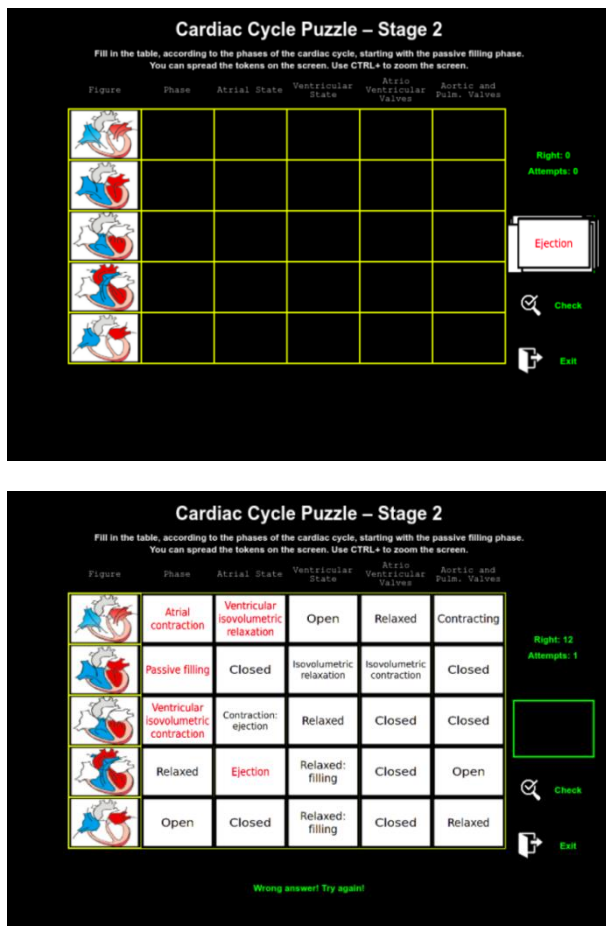 Cardiac Cycle Puzzle – Stage 2
Fill in the table, according to the phases of the cardiac cycle, starting with the passive filling phase.
You can spread the tokens on the screen. Use CTRL+ to zoom the screen.
Figure Phase Atrial State Ventricular State Atrio Ventricular Valves Aortic and Pulm. Valves
Right: 0
Attempts: 0
Ejection
Check
Exit
Cardiac Cycle Puzzle – Stage 2
Fill in the table, according to the phases of the cardiac cycle, starting with the passive filling phase.
You can spread the tokens on the screen. Use CTRL+ to zoom the screen.
Figure Phase Atrial State Ventricular State Atrio Ventricular Valves Aortic and Pulm. Valves
Atrial contraction Ventricular isovolumetric relaxation Open Relaxed Contracting
Right: 12
Attempts: 1
Passive filling Closed Isovolumetric relaxation Isovolumetric contraction Closed
Ventricular isovolumetric contraction Contraction: ejection Relaxed Closed Closed
Relaxed Ejection Relaxed: filling Closed Open
Check
Open Closed Relaxed: filling Closed Relaxed
Exit
Wrong answer! Try again!